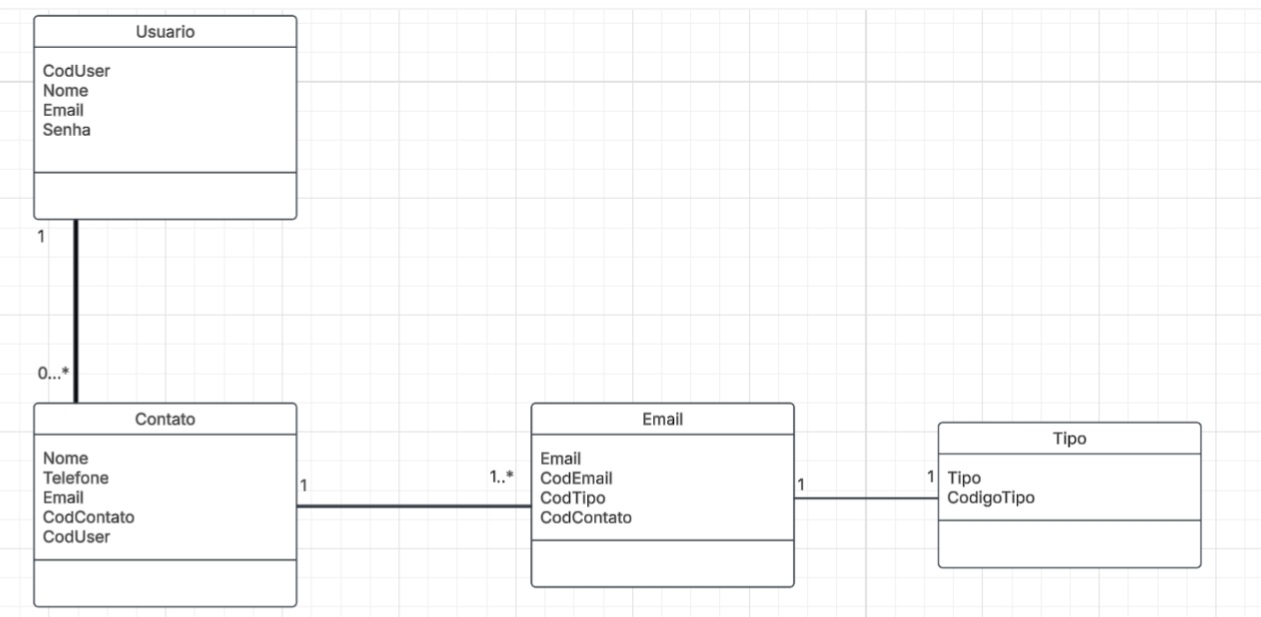 Usuario
CodUser
Nome
Email
Senha
1
0...*
Contato
Nome
Telefone
Email
CodContato
CodUser
1
1..*
Email
Email
CodEmail
CodTipo
CodContato
1
1
Tipo
Tipo
CodigoTipo